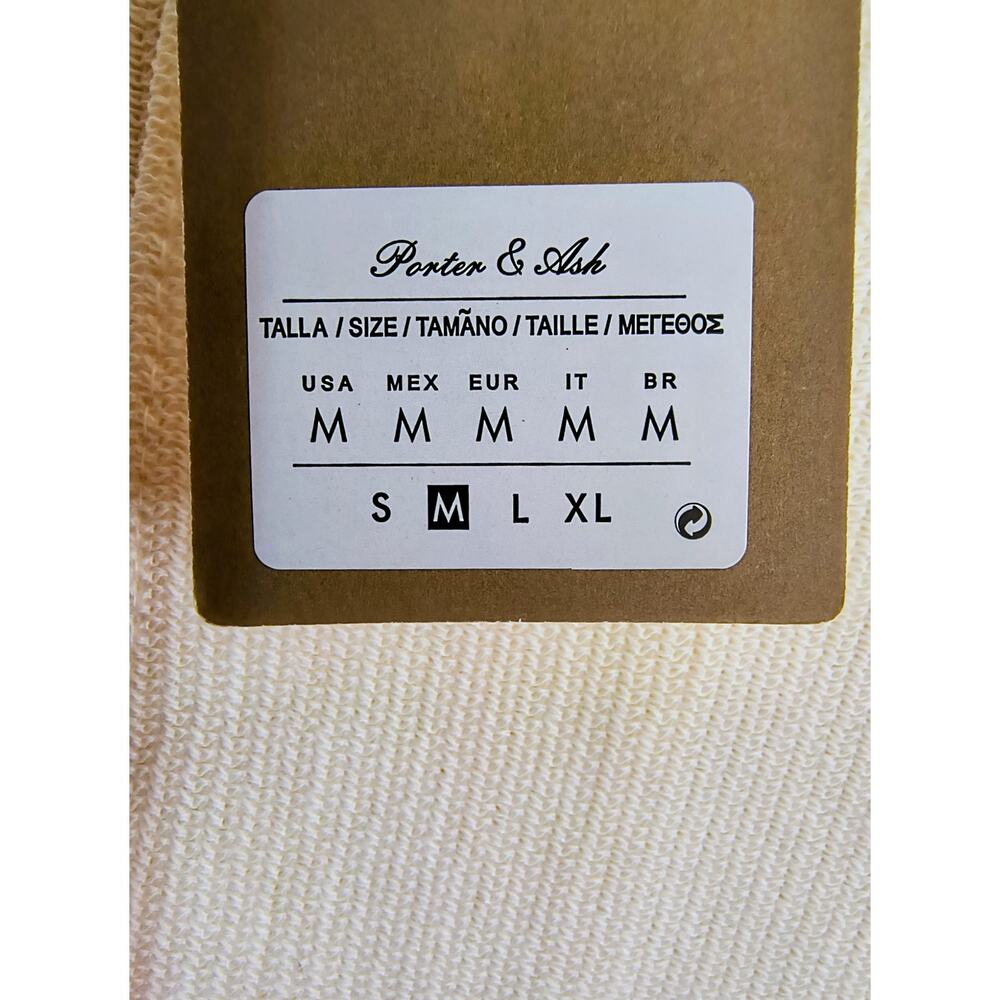 Porter & Ash
TALLA / SIZE / TAMÃNO / TAILLE / ΜΕΓΕΘΟΣ
USA MEX EUR IT BR
M M M M M
S M L XL